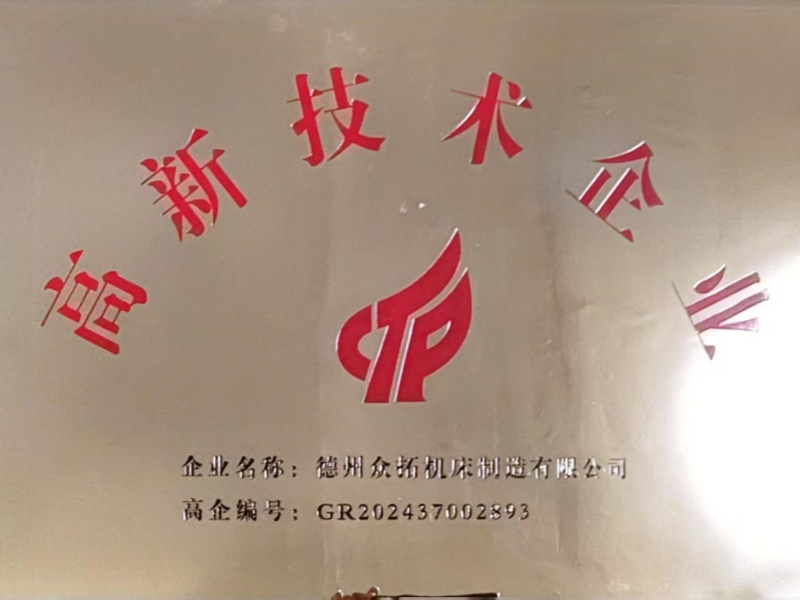 高新技术企业
CTP
企业名称：德州众拓机床制造有限公司
高企编号：GR202437002893